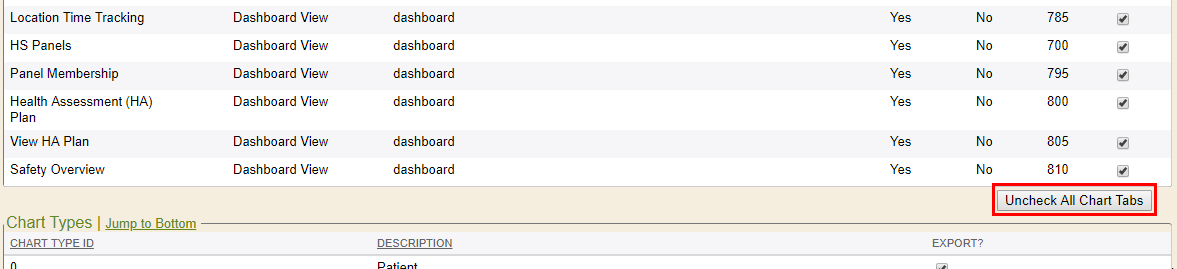 Location Time Tracking Dashboard View dashboard Yes No 785
HS Panels Dashboard View dashboard Yes No 700
Panel Membership Dashboard View dashboard Yes No 795
Health Assessment (HA) Dashboard View dashboard Yes No 800
Plan
View HA Plan Dashboard View dashboard Yes No 805
Safety Overview Dashboard View dashboard Yes No 810
Uncheck All Chart Tabs
Chart Types | Jump to Bottom
CHART TYPE ID DESCRIPTION EXPORT?
0 Patient